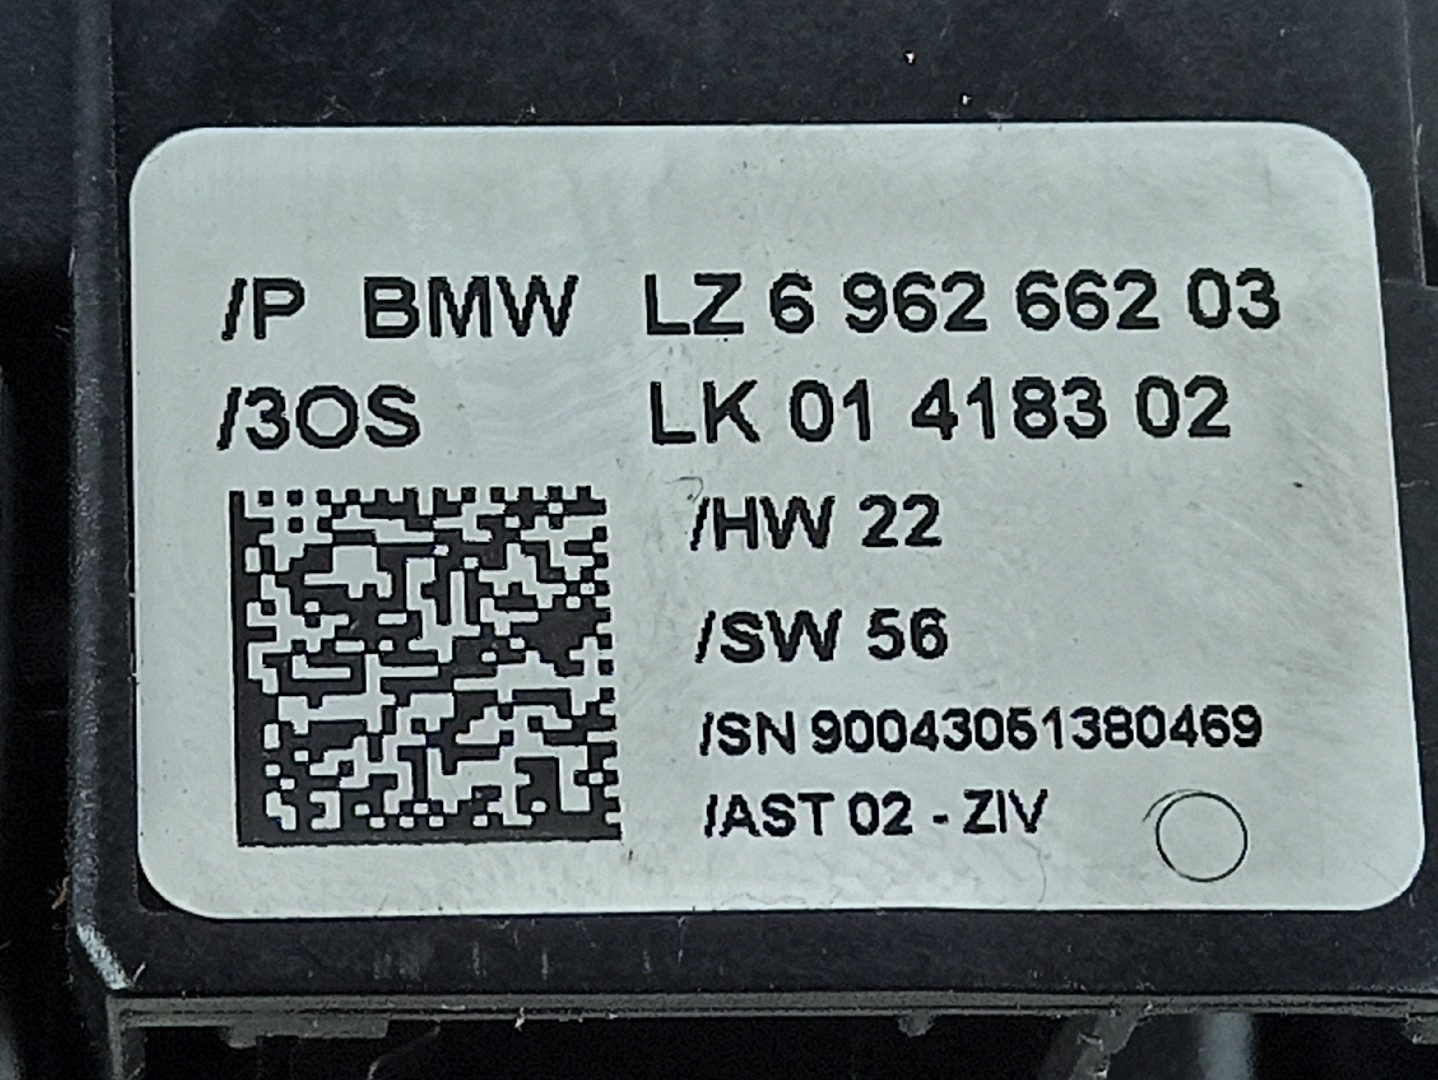 /P BMW LZ 6 962 662 03
/3OS LK 01 4183 02
/HW 22
/SW 56
/SN 90043051380469
/AST 02 - ZIV